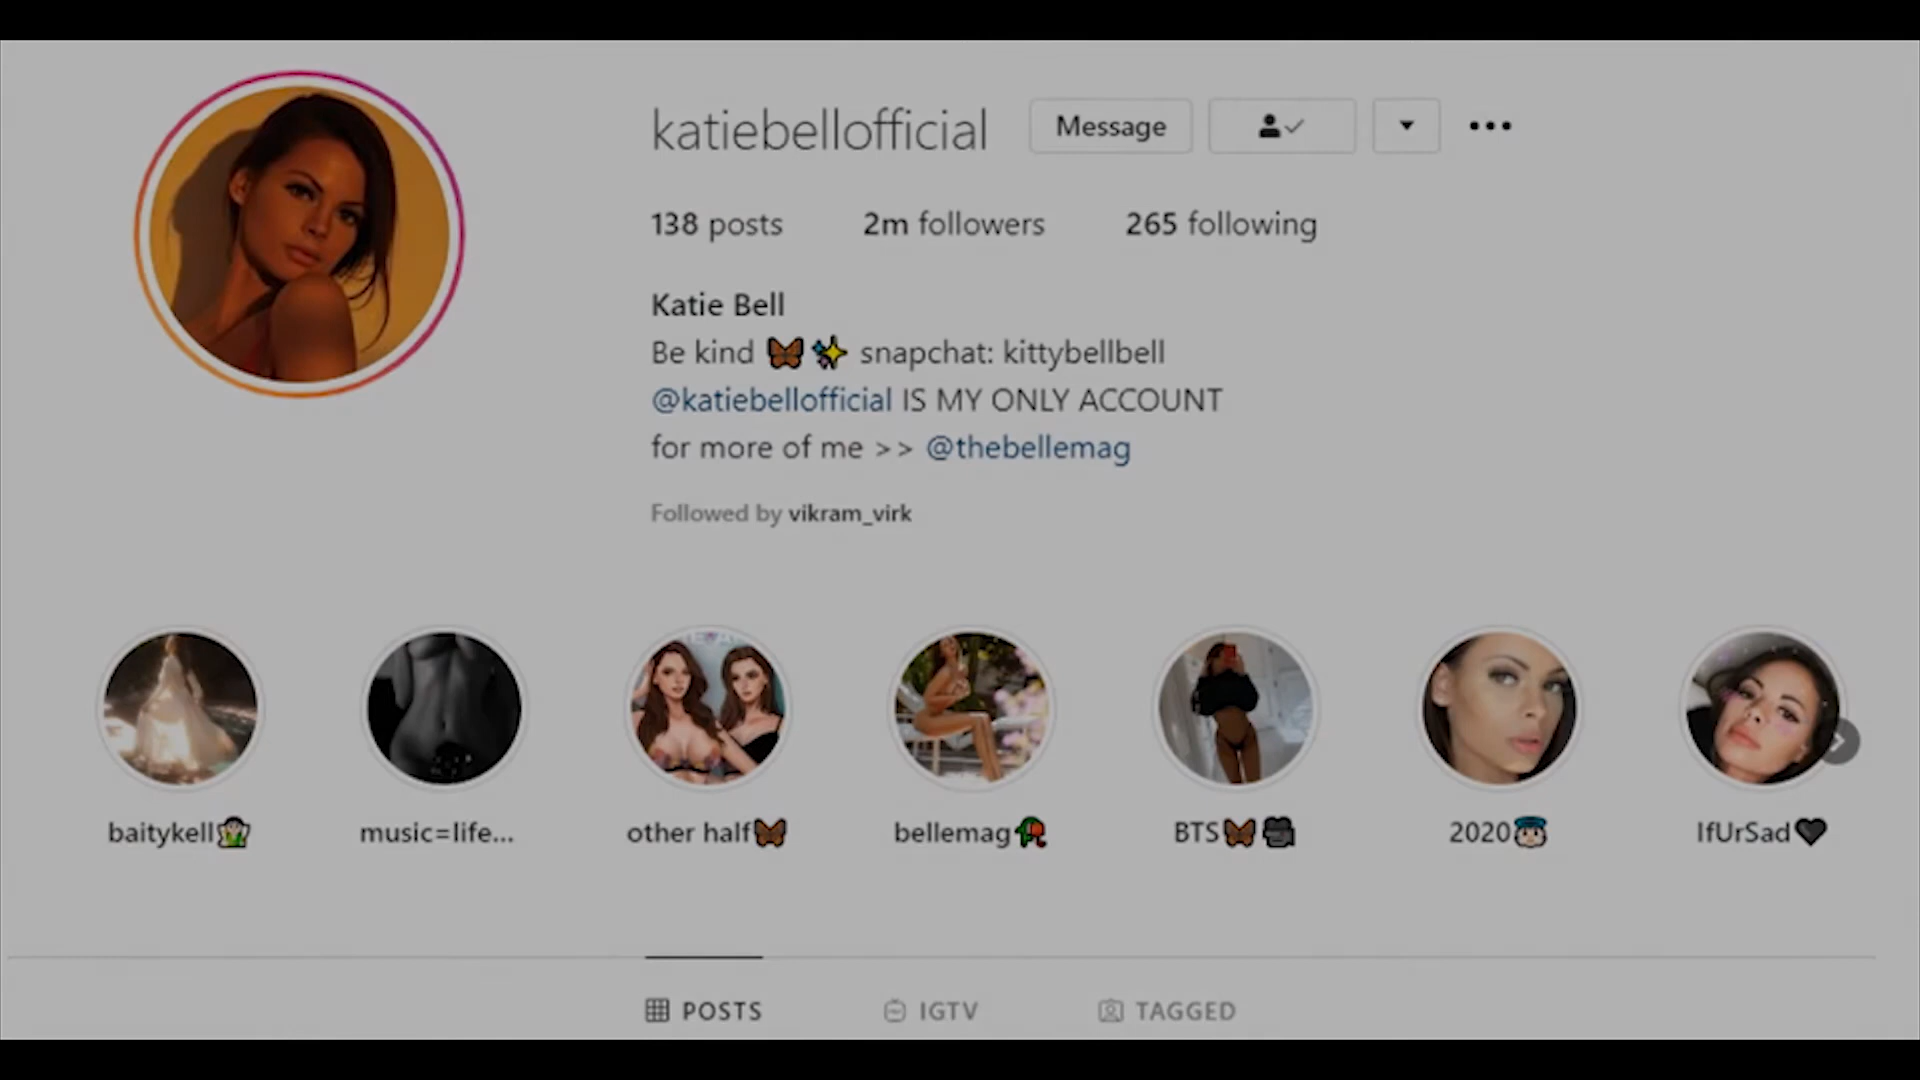 katiebellofficial Message
138 posts 2m followers 265 following
Katie Bell
Be kind 🦋✨ snapchat: kittybellbell
@katiebellofficial IS MY ONLY ACCOUNT
for more of me >> @thebellemag
Followed by vikram_virk
baitykell🧚 music=life... other half🦋 bellemag🥀 BTS🦋🎥 2020 IfUrSad🖤
POSTS IGTV TAGGED